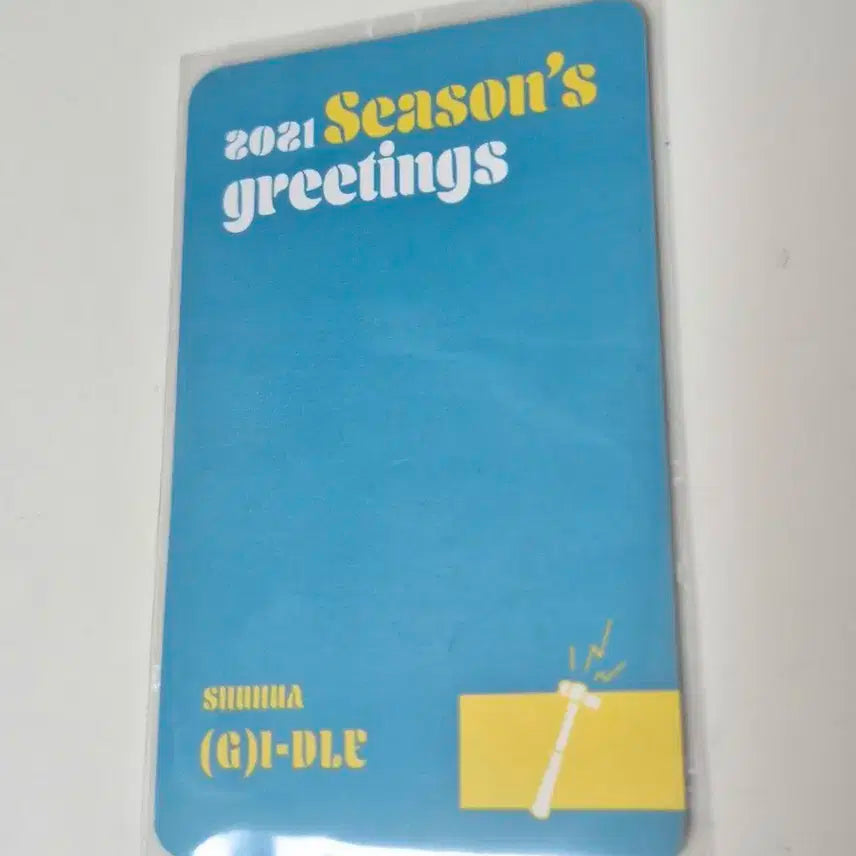 2021 Season's
greetings
SHUHUA
(G)I-DLE